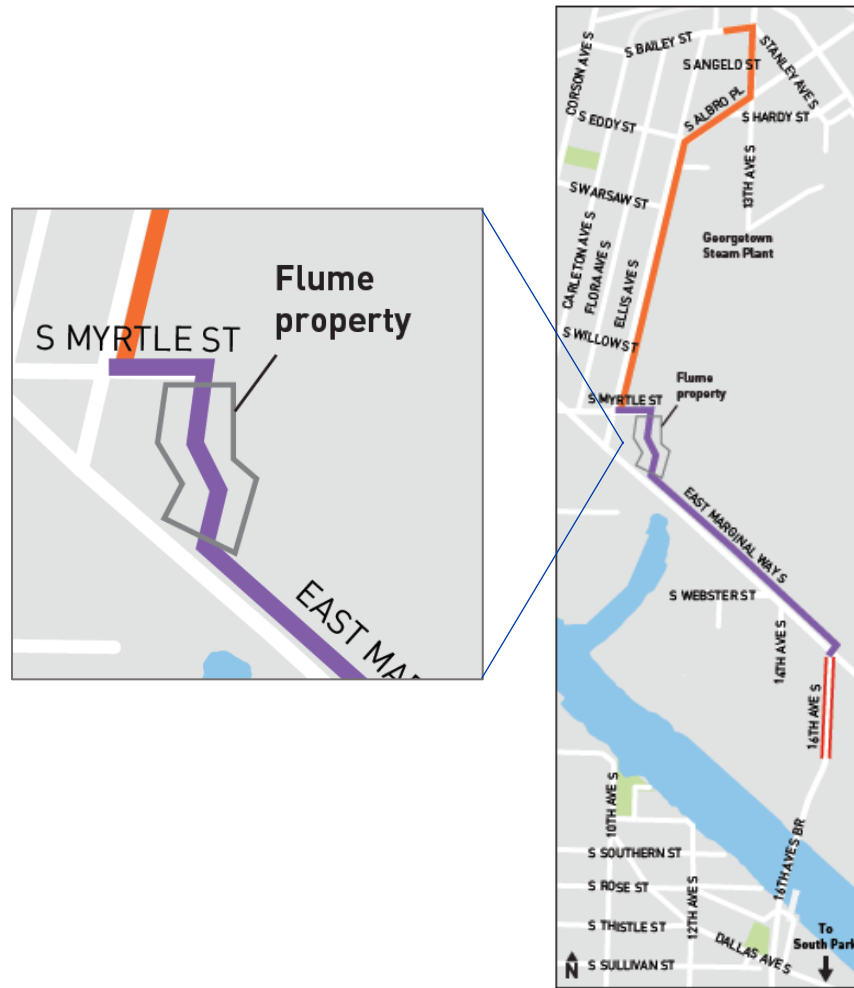 Flume
property
S MYRTLE ST
EAST MA
CORSON AVE S
S BAILEY ST
S ANGELO ST
STANLEY AVE S
S ALBRO PL
S EDDY ST
S HARDY ST
13TH AVE S
S WARSAW ST
Georgetown
Steam Plant
CARLETON AVE S
FLORA AVE S
ELLIS AVE S
S WILLOW ST
Flume
property
S MYRTLE ST
EAST MARGINAL WAY S
S WEBSTER ST
14TH AVE S
16TH AVE S
10TH AVE S
16TH AVE S BR
S SOUTHERN ST
S ROSE ST
12TH AVE S
S THISTLE ST
DALLAS AVE S
To
South Park
N
S SULLIVAN ST